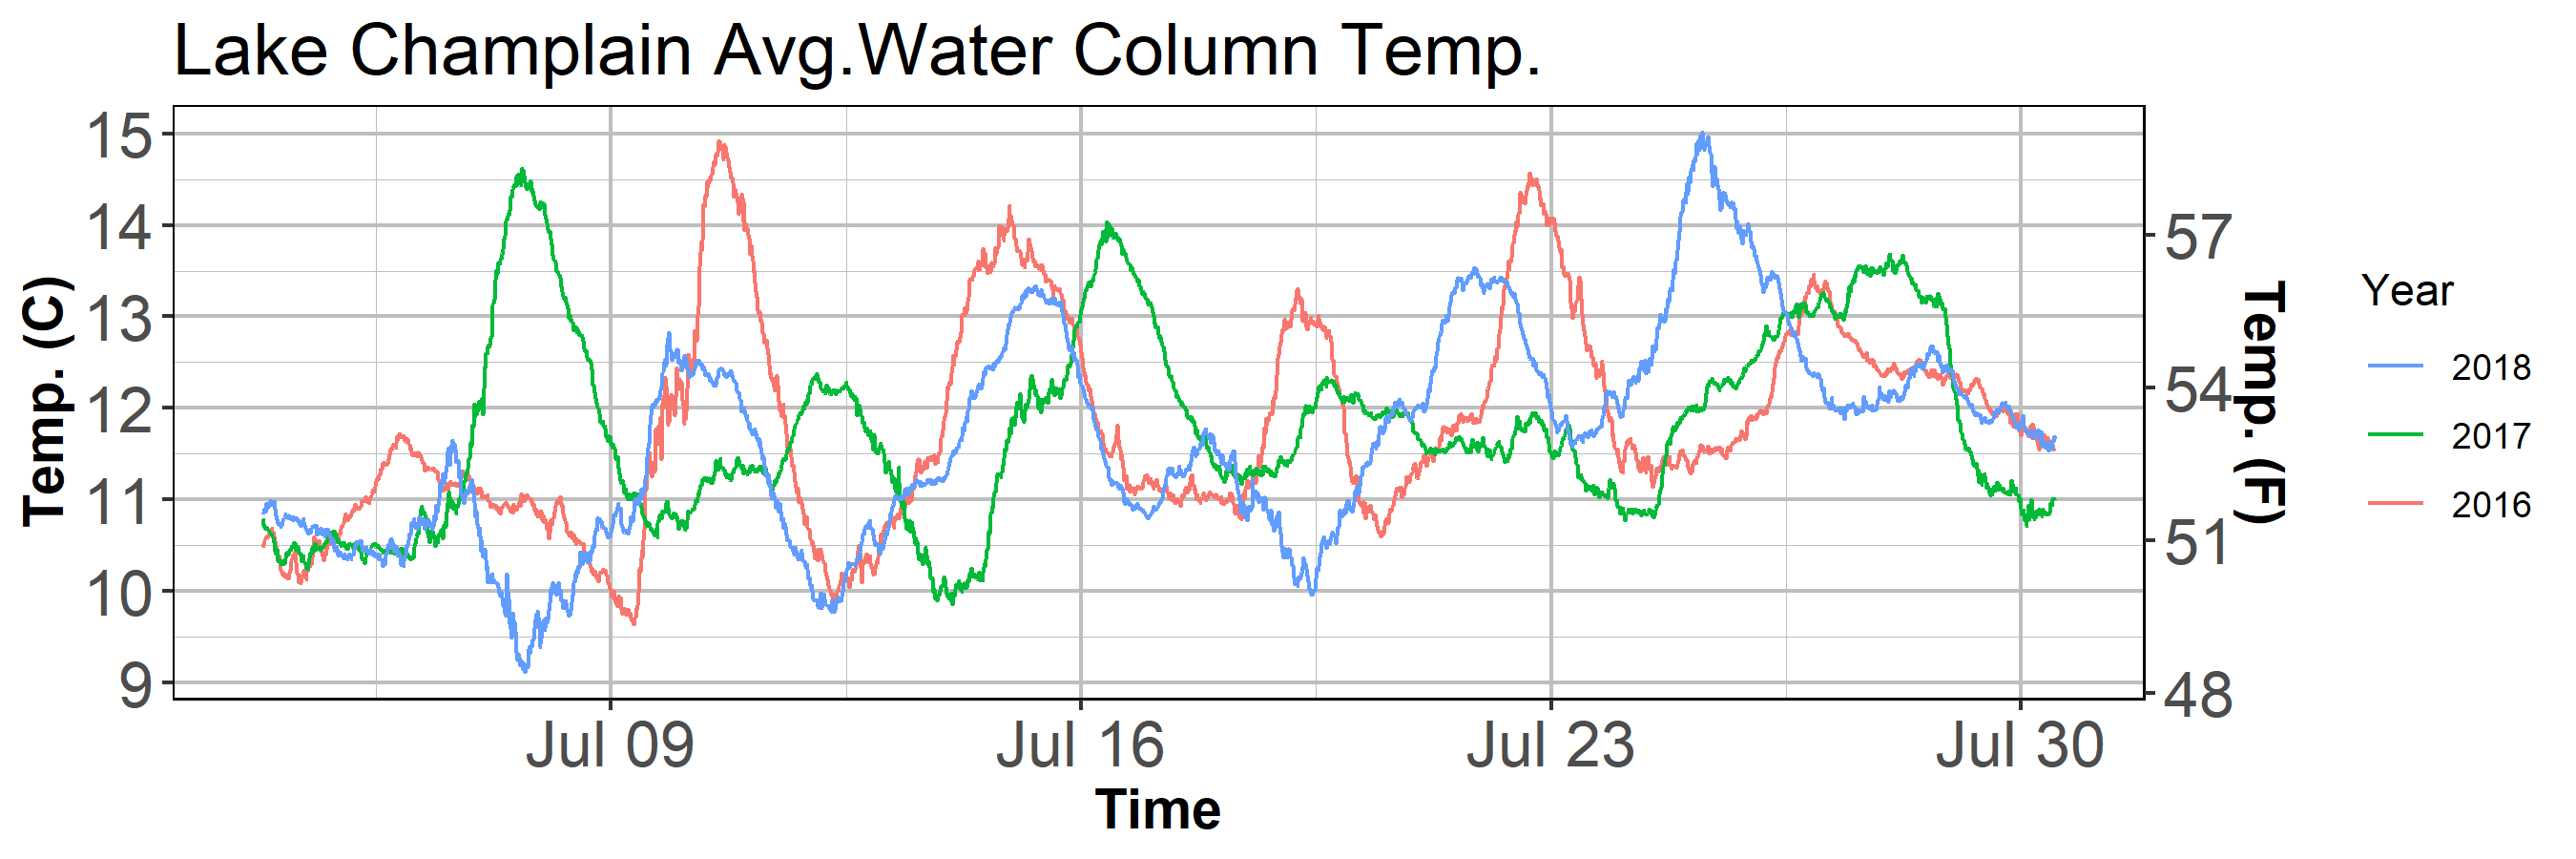 Lake Champlain Avg.Water Column Temp.
Temp. (C)
15
14
13
12
11
10
9
57
54
51
48
Temp. (F)
Jul 09
Jul 16
Jul 23
Jul 30
Time
Year
2018
2017
2016